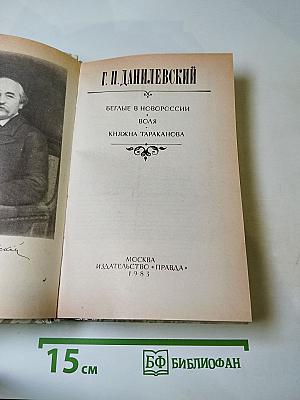 Г. П. ДАНИЛЕВСКИЙ
БЕГЛЫЕ В НОВОРОССИИ
ВОЛЯ
КНЯЖНА ТАРАКАНОВА
МОСКВА
ИЗДАТЕЛЬСТВО «ПРАВДА»
1983
15 см
БФ БИБЛИОФАН